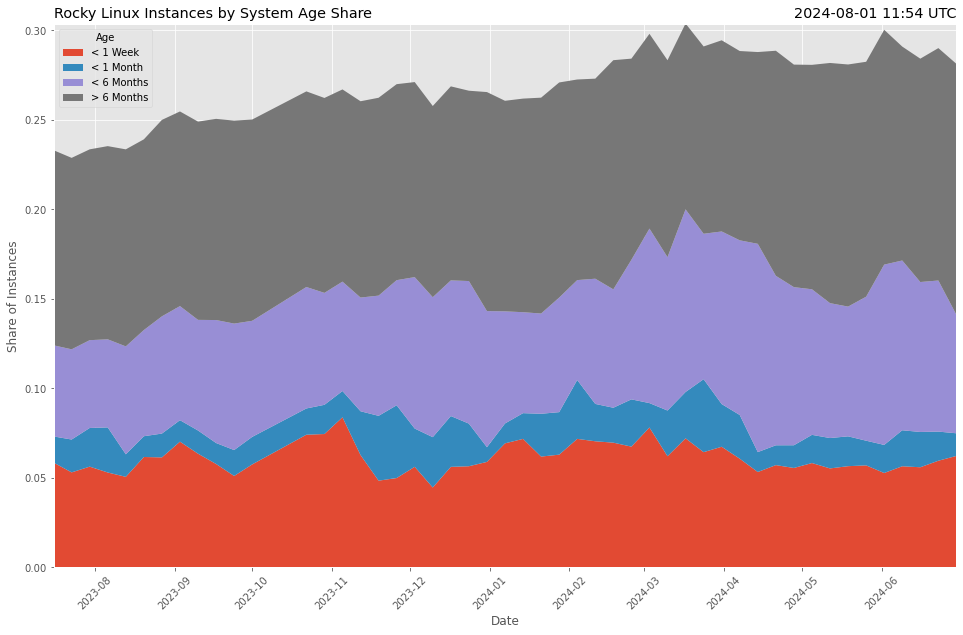 Rocky Linux Instances by System Age Share
2024-08-01 11:54 UTC
Age
< 1 Week
< 1 Month
< 6 Months
> 6 Months
0.30
0.25
0.20
0.15
0.10
0.05
0.00
Share of Instances
2023-08
2023-09
2023-10
2023-11
2023-12
2024-01
2024-02
2024-03
2024-04
2024-05
2024-06
Date